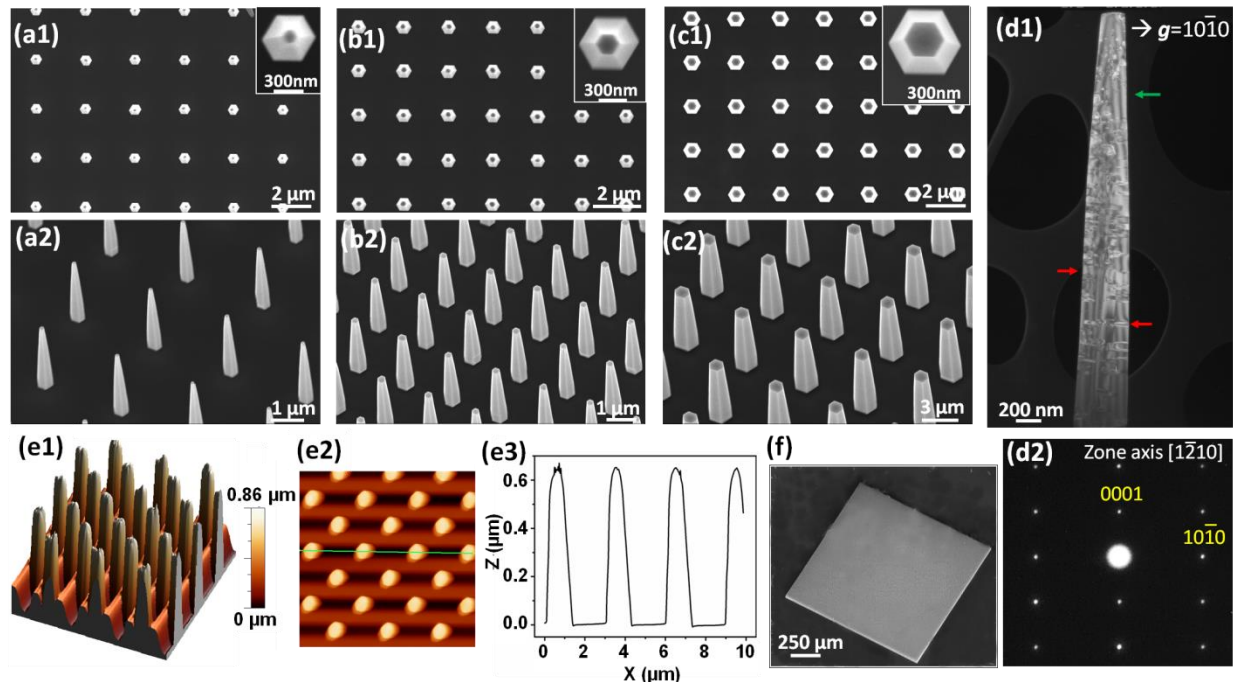 (a1)
300nm
2 μm
(b1)
300nm
2 μm
(c1)
300nm
2 μm
(d1)
→ g=101̅0
200 nm
(a2)
1 μm
(b2)
1 μm
(c2)
3 μm
(e1)
0.86 μm
0 μm
(e2)
(e3)
0.6
0.4
0.2
0.0
Z (μm)
0 2 4 6 8 10
X (μm)
(f)
250 μm
(d2)
Zone axis [12̅10]
0001
101̅0